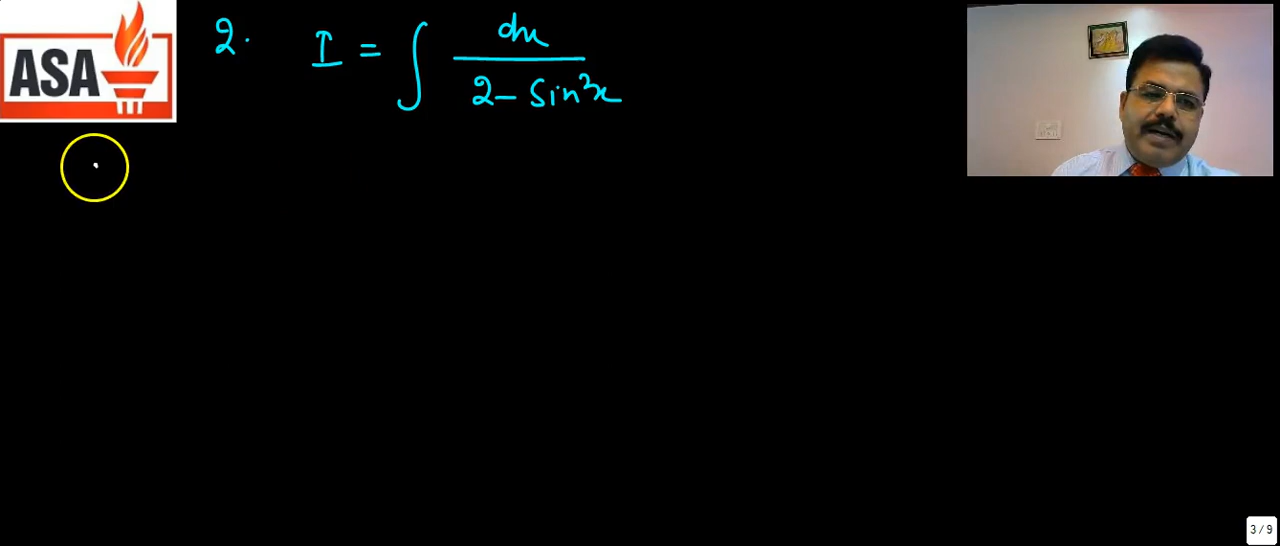 ASA
2. I = ∫ dx / (2 - sin²x)
3/9